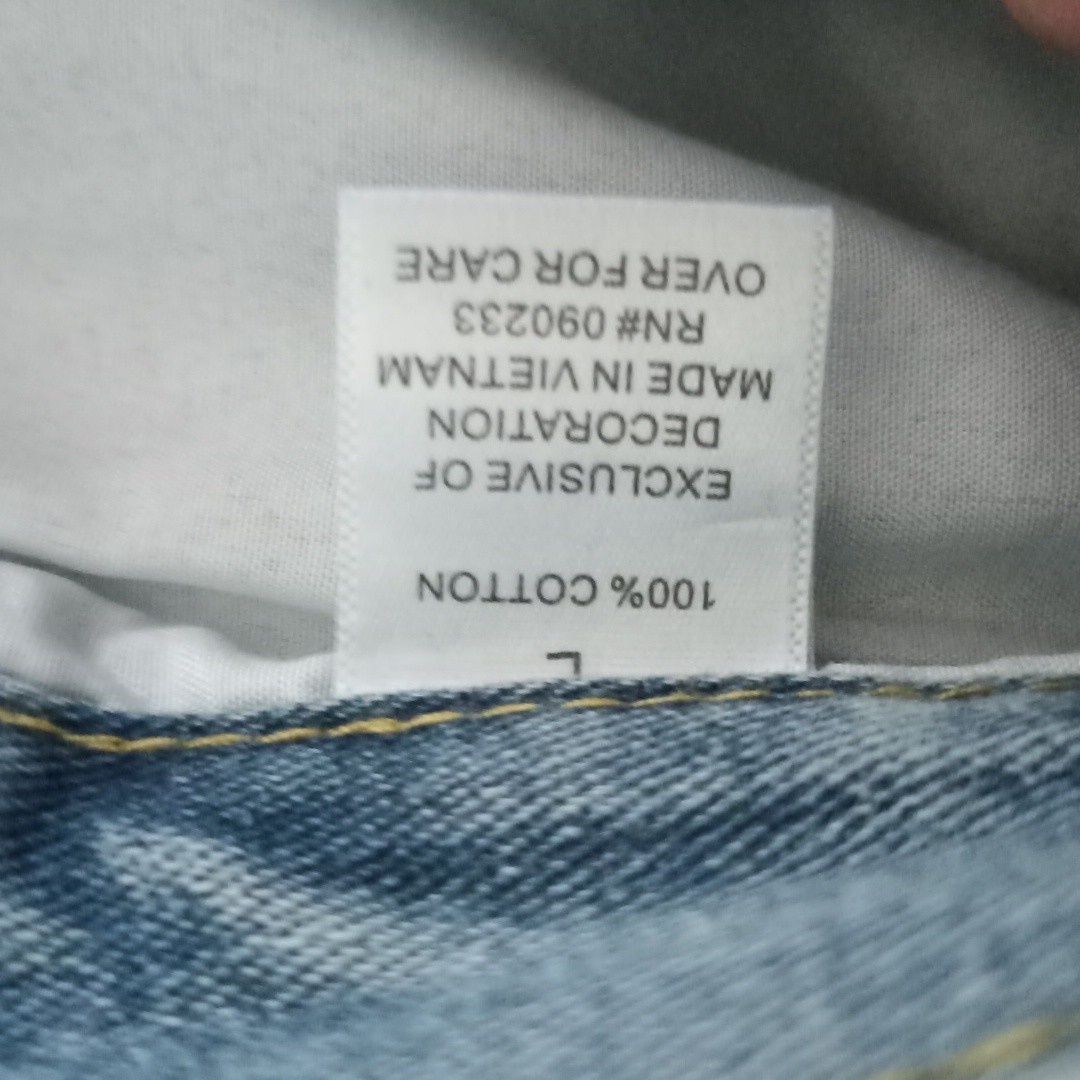 L
100% COTTON
EXCLUSIVE OF
DECORATION
MADE IN VIETNAM
RN# 090233
OVER FOR CARE